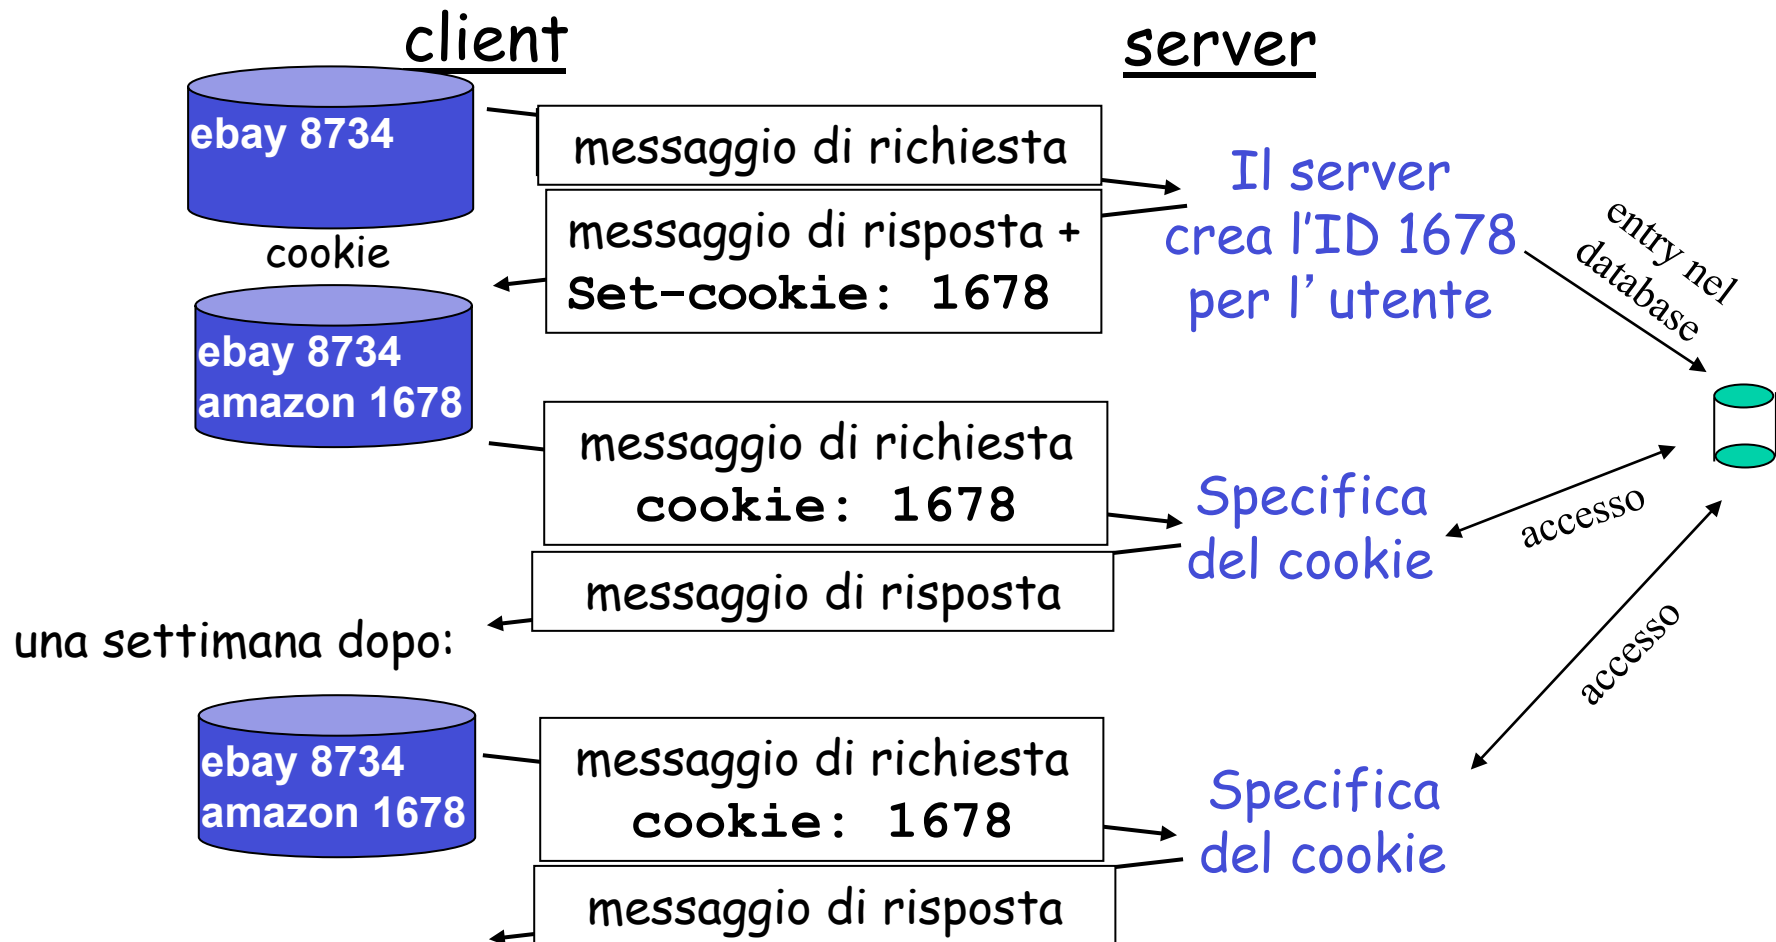 client
server
ebay 8734
messaggio di richiesta
Il server
crea l'ID 1678
per l'utente
entry nel
database
cookie
messaggio di risposta +
Set-cookie: 1678
ebay 8734
amazon 1678
messaggio di richiesta
cookie: 1678
Specifica
del cookie
accesso
messaggio di risposta
una settimana dopo:
accesso
ebay 8734
amazon 1678
messaggio di richiesta
cookie: 1678
Specifica
del cookie
messaggio di risposta